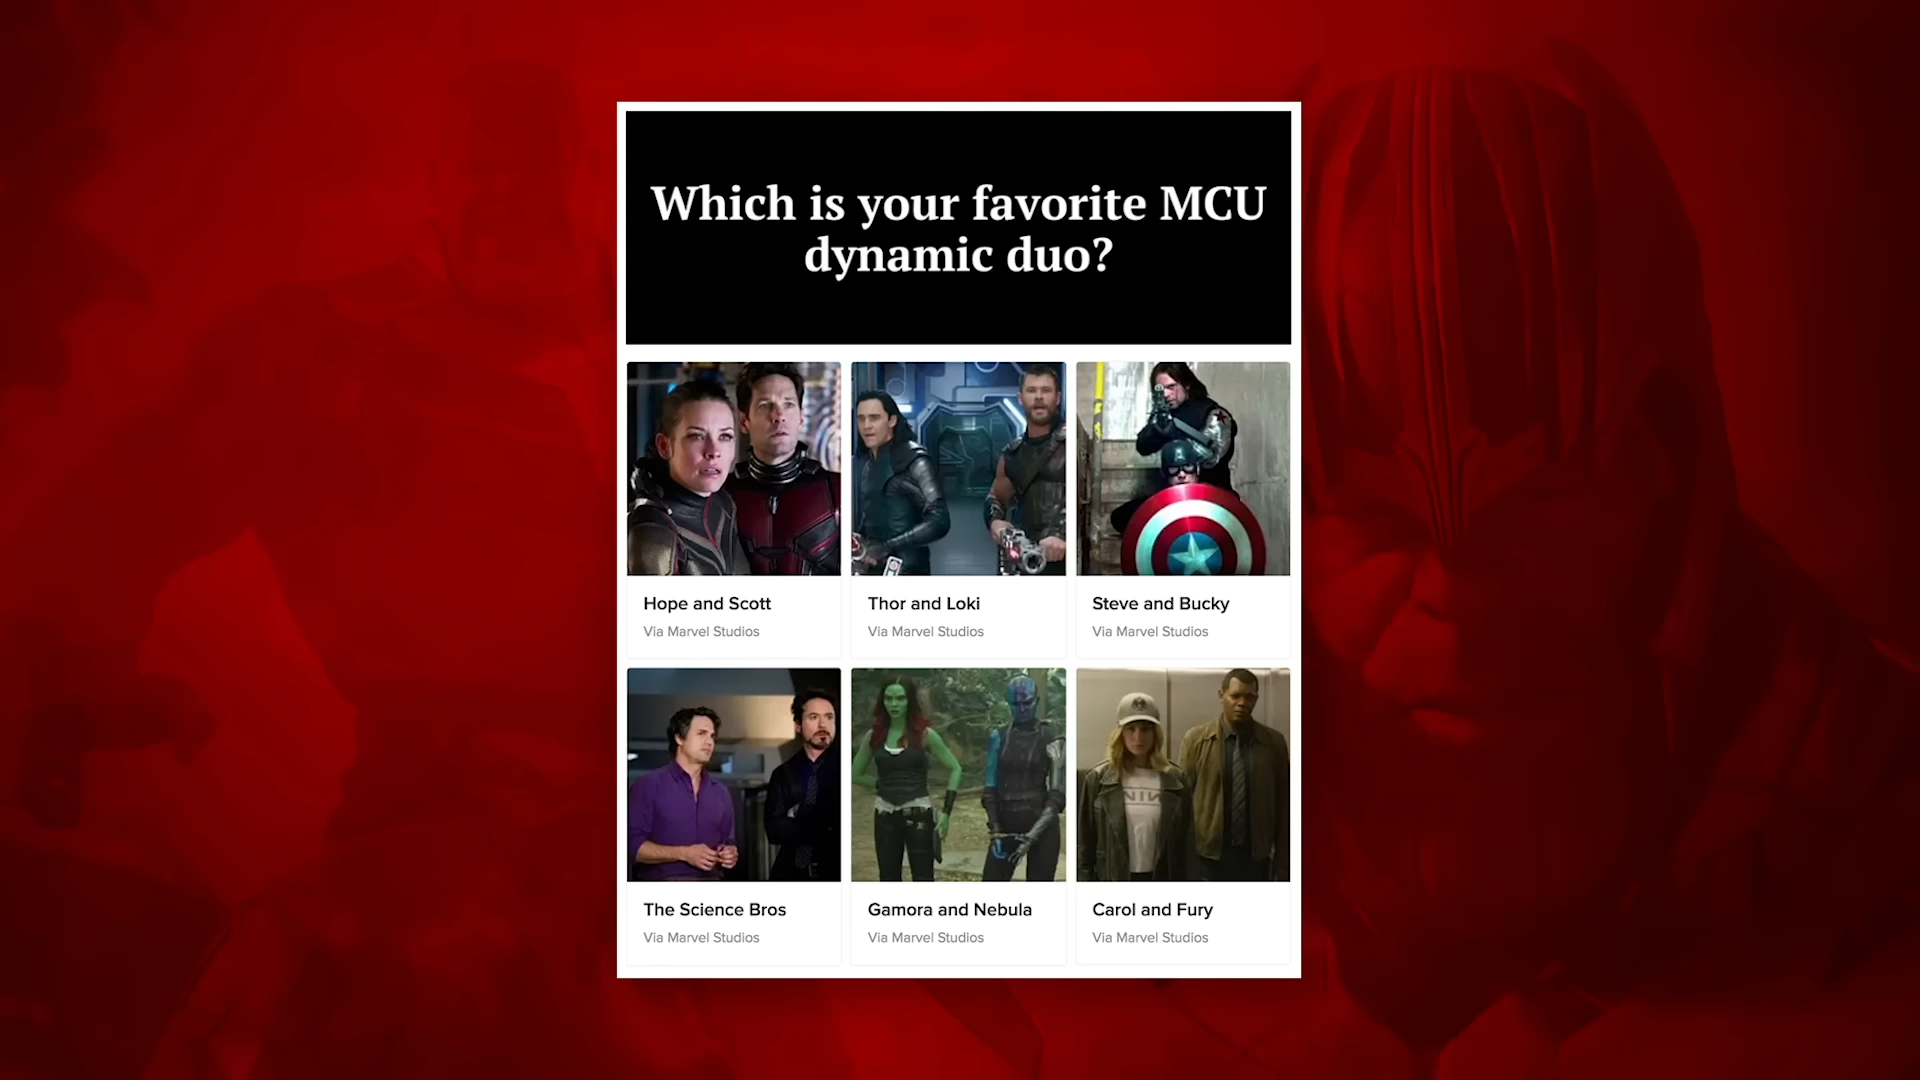 Which is your favorite MCU
dynamic duo?
Hope and Scott
Via Marvel Studios
Thor and Loki
Via Marvel Studios
Steve and Bucky
Via Marvel Studios
The Science Bros
Via Marvel Studios
Gamora and Nebula
Via Marvel Studios
Carol and Fury
Via Marvel Studios
NIN